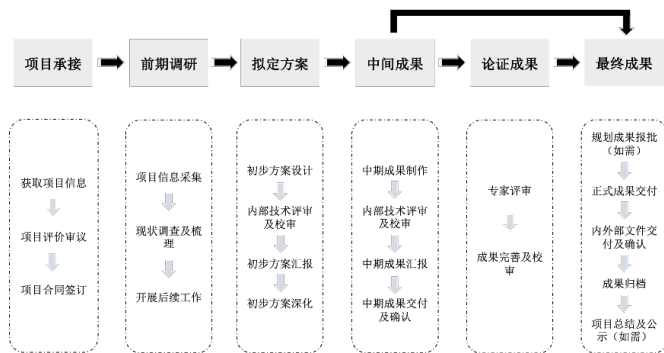 项目承接
前期调研
拟定方案
中间成果
论证成果
最终成果
获取项目信息
项目评价审议
项目合同签订
项目信息采集
现状调查及梳
理
开展后续工作
初步方案设计
内部技术评审
及校审
初步方案汇报
初步方案深化
中期成果制作
内部技术评审
及校审
中期成果汇报
中期成果交付
及确认
专家评审
成果完善及校
审
规划成果报批
（如需）
正式成果交付
内外部文件交
付及确认
成果归档
项目总结及公
示（如需）